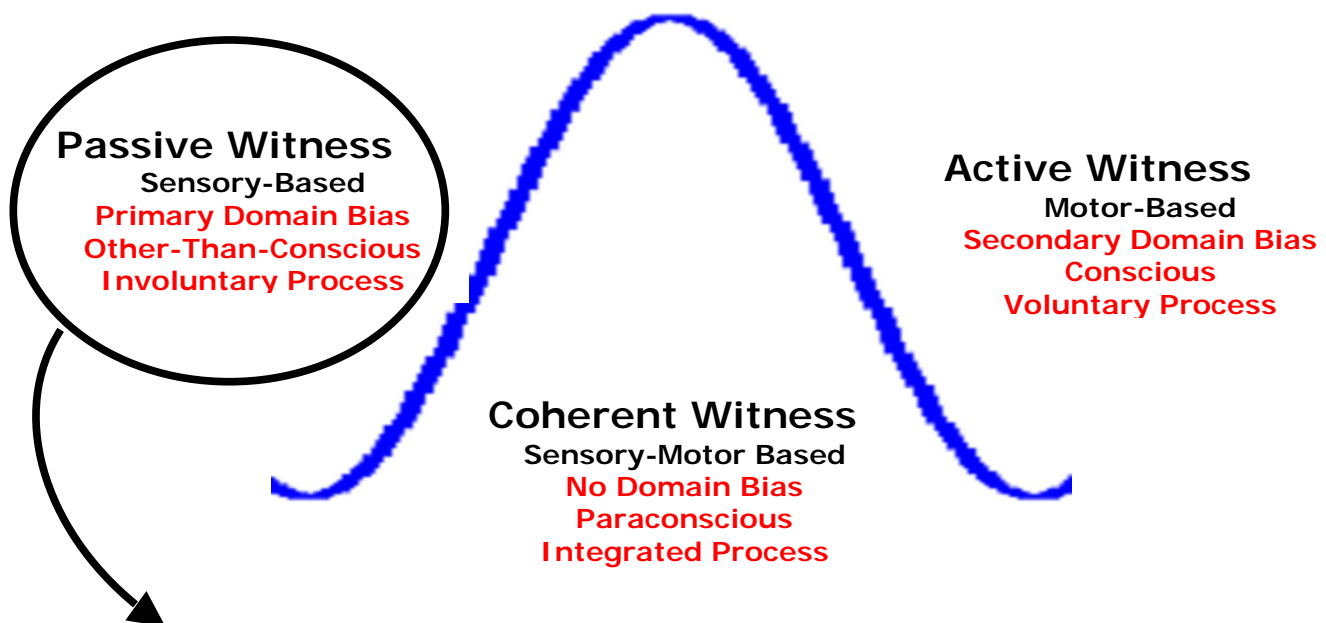 Passive Witness
Sensory-Based
Primary Domain Bias
Other-Than-Conscious
Involuntary Process
Active Witness
Motor-Based
Secondary Domain Bias
Conscious
Voluntary Process
Coherent Witness
Sensory-Motor Based
No Domain Bias
Paraconscious
Integrated Process